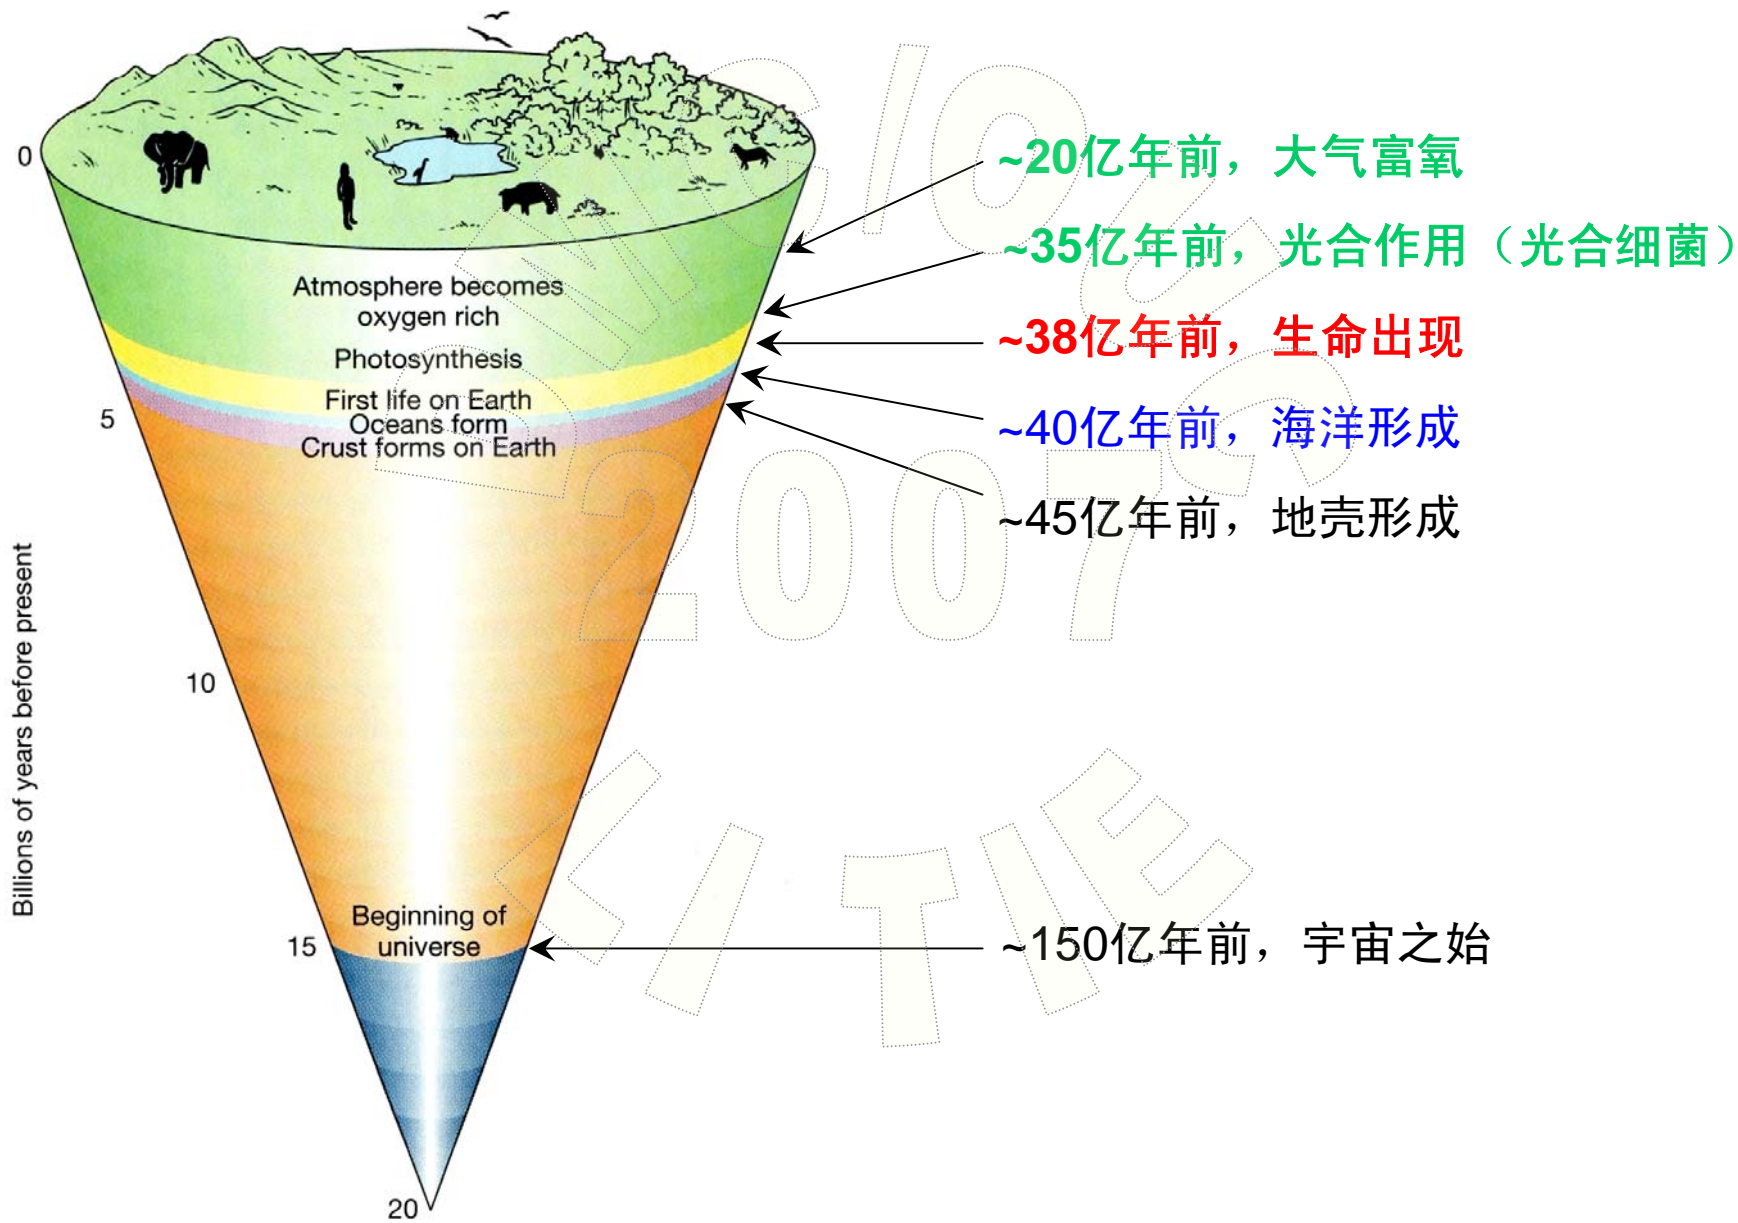 0
5
10
15
20
Billions of years before present
Atmosphere becomes
oxygen rich
Photosynthesis
First life on Earth
Oceans form
Crust forms on Earth
Beginning of
universe
~20亿年前，大气富氧
~35亿年前，光合作用（光合细菌）
~38亿年前，生命出现
~40亿年前，海洋形成
~45亿年前，地壳形成
~150亿年前，宇宙之始
2007
LI TIE